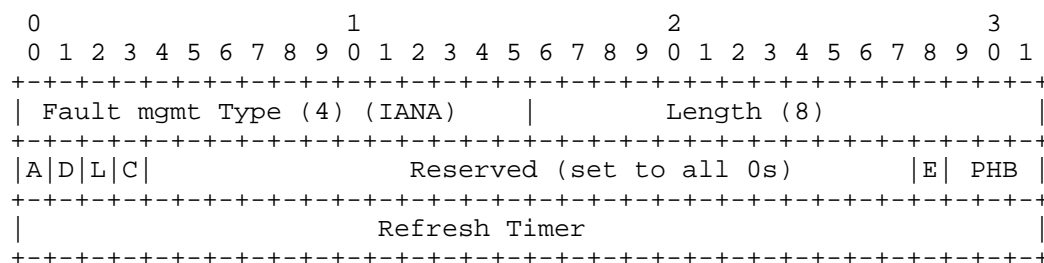 0                   1                   2                   3
 0 1 2 3 4 5 6 7 8 9 0 1 2 3 4 5 6 7 8 9 0 1 2 3 4 5 6 7 8 9 0 1
+-+-+-+-+-+-+-+-+-+-+-+-+-+-+-+-+-+-+-+-+-+-+-+-+-+-+-+-+-+-+-+-+
| Fault mgmt Type (4) (IANA)    |        Length (8)             |
+-+-+-+-+-+-+-+-+-+-+-+-+-+-+-+-+-+-+-+-+-+-+-+-+-+-+-+-+-+-+-+-+
|A|D|L|C|                Reserved (set to all 0s)       |E| PHB |
+-+-+-+-+-+-+-+-+-+-+-+-+-+-+-+-+-+-+-+-+-+-+-+-+-+-+-+-+-+-+-+-+
|                      Refresh Timer                            |
+-+-+-+-+-+-+-+-+-+-+-+-+-+-+-+-+-+-+-+-+-+-+-+-+-+-+-+-+-+-+-+-+